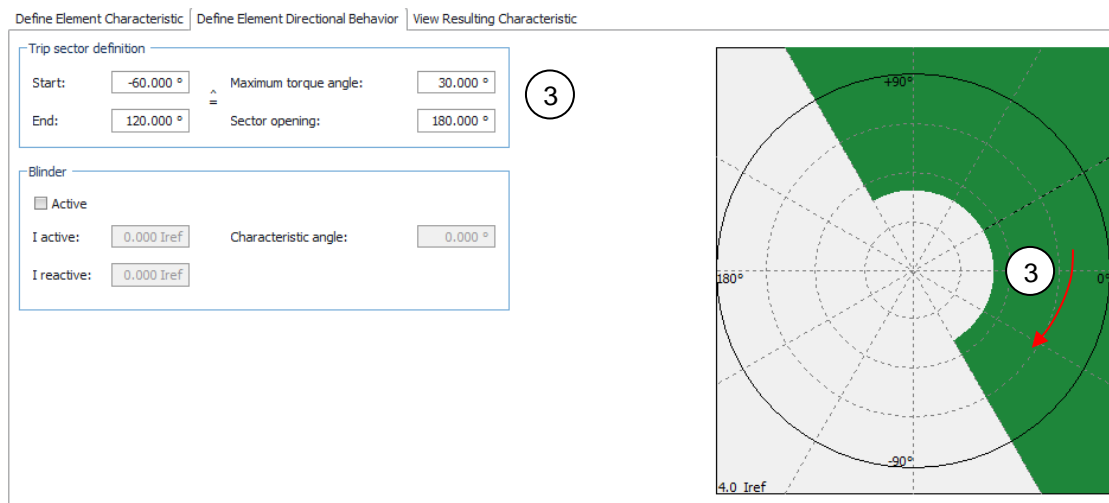 Define Element Characteristic Define Element Directional Behavior View Resulting Characteristic
Trip sector definition
Start: -60.000 ° ^ = Maximum torque angle: 30.000 °
End: 120.000 ° Sector opening: 180.000 °
3
Blinder
Active
I active: 0.000 Iref Characteristic angle: 0.000 °
I reactive: 0.000 Iref
+90°
180°
3
0°
-90°
4.0 Iref